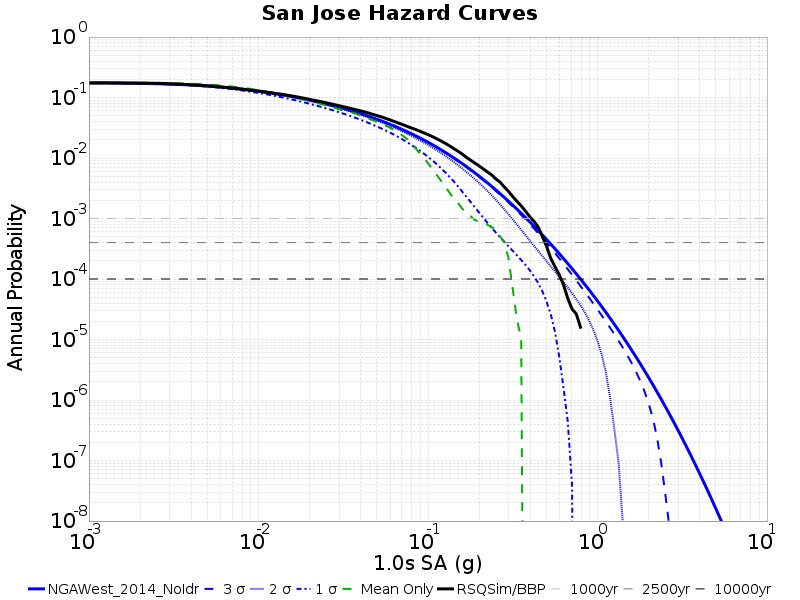 San Jose Hazard Curves
Annual Probability
10^0
10^-1
10^-2
10^-3
10^-4
10^-5
10^-6
10^-7
10^-8
10^-3 10^-2 10^-1 10^0 10^1
1.0s SA (g)
NGAWest_2014_NoIdr 3 σ 2 σ 1 σ Mean Only RSQSim/BBP 1000yr 2500yr 10000yr